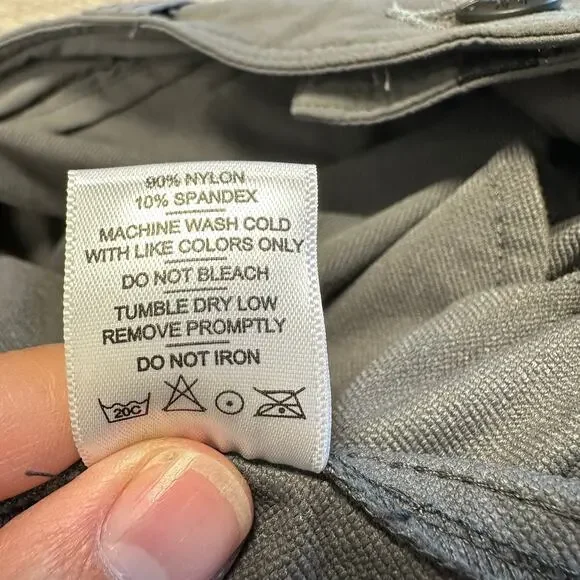 90% NYLON
10% SPANDEX
MACHINE WASH COLD
WITH LIKE COLORS ONLY
DO NOT BLEACH
TUMBLE DRY LOW
REMOVE PROMPTLY
DO NOT IRON
20C